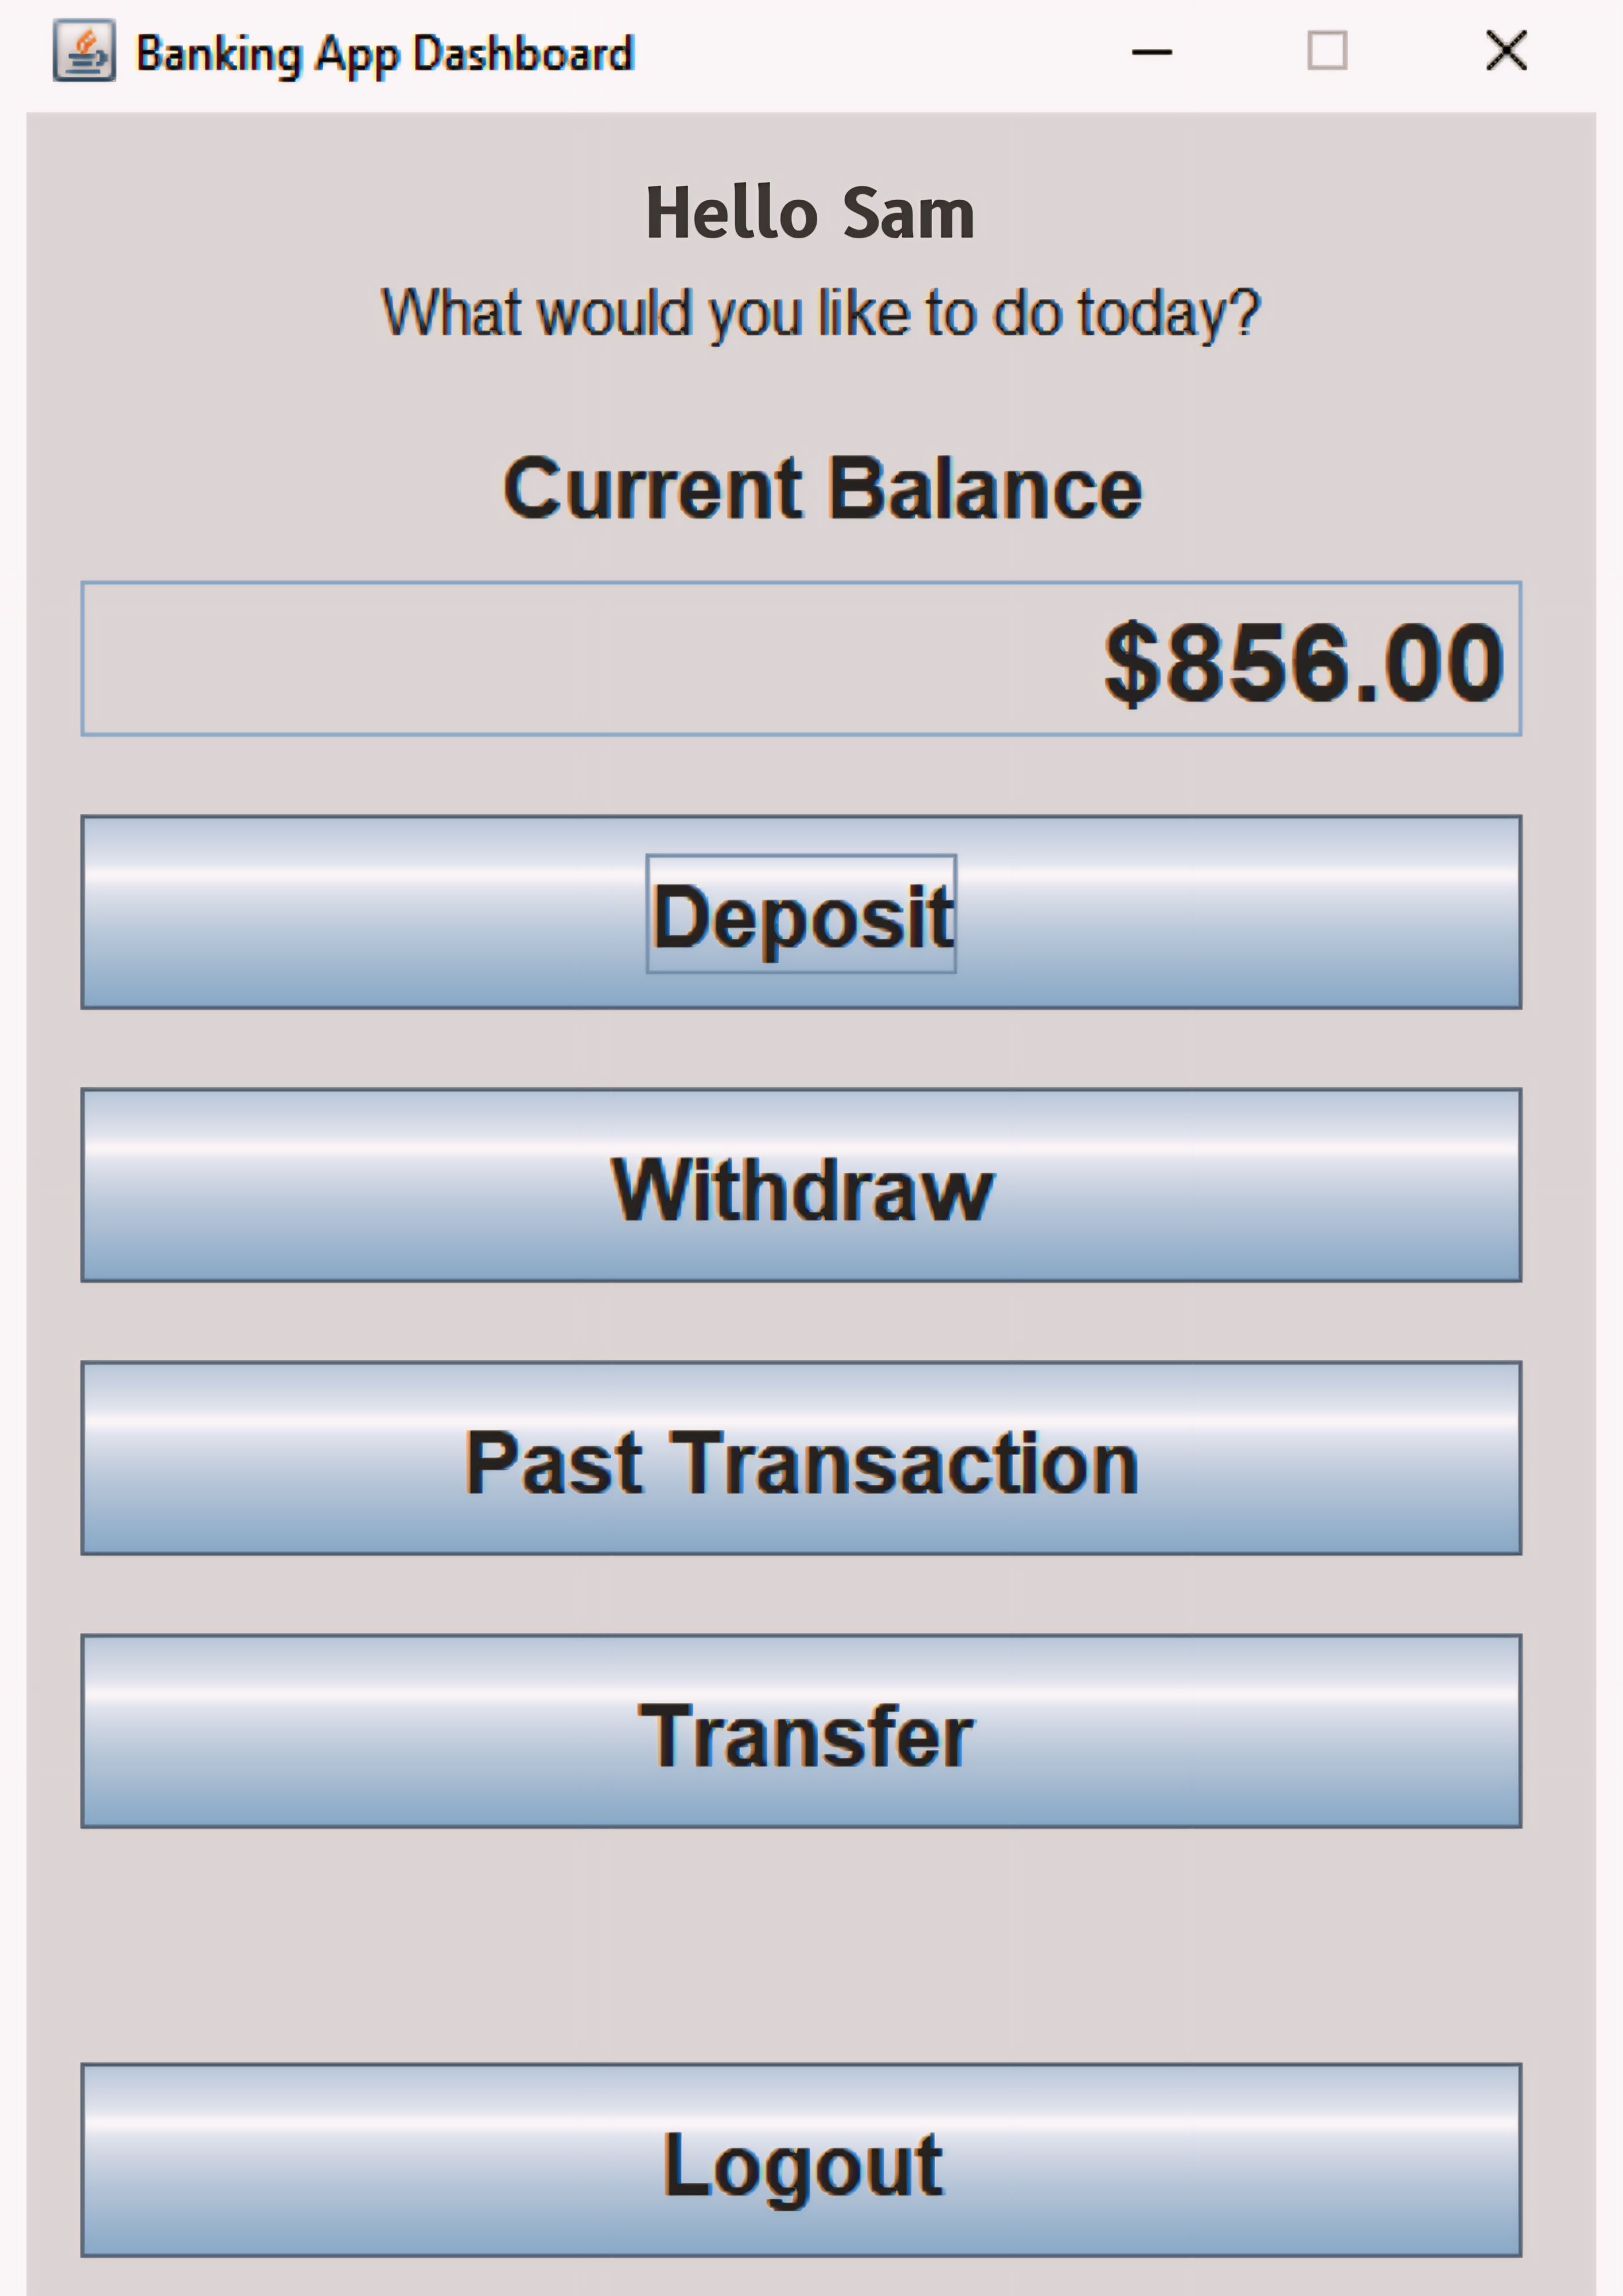 Banking App Dashboard
Hello Sam
What would you like to do today?
Current Balance
$856.00
Deposit
Withdraw
Past Transaction
Transfer
Logout